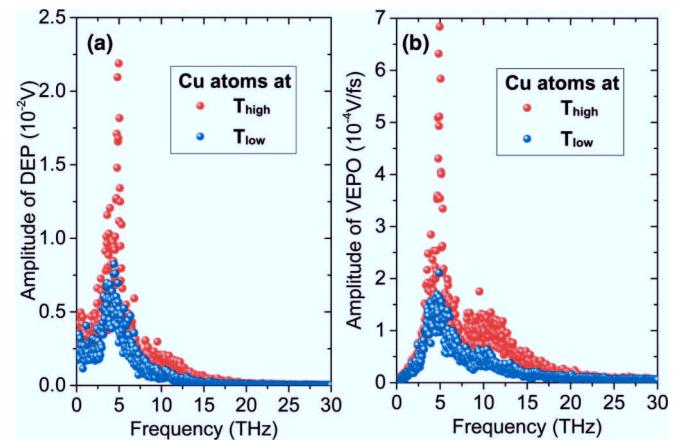 (a)
Cu atoms at
T_high
T_low
Amplitude of DEP (10⁻²V)
2.5
2.0
1.5
1.0
0.5
0.0
0 5 10 15 20 25 30
Frequency (THz)
(b)
Cu atoms at
T_high
T_low
Amplitude of VEPO (10⁻⁴V/fs)
7
6
5
4
3
2
1
0
0 5 10 15 20 25 30
Frequency (THz)